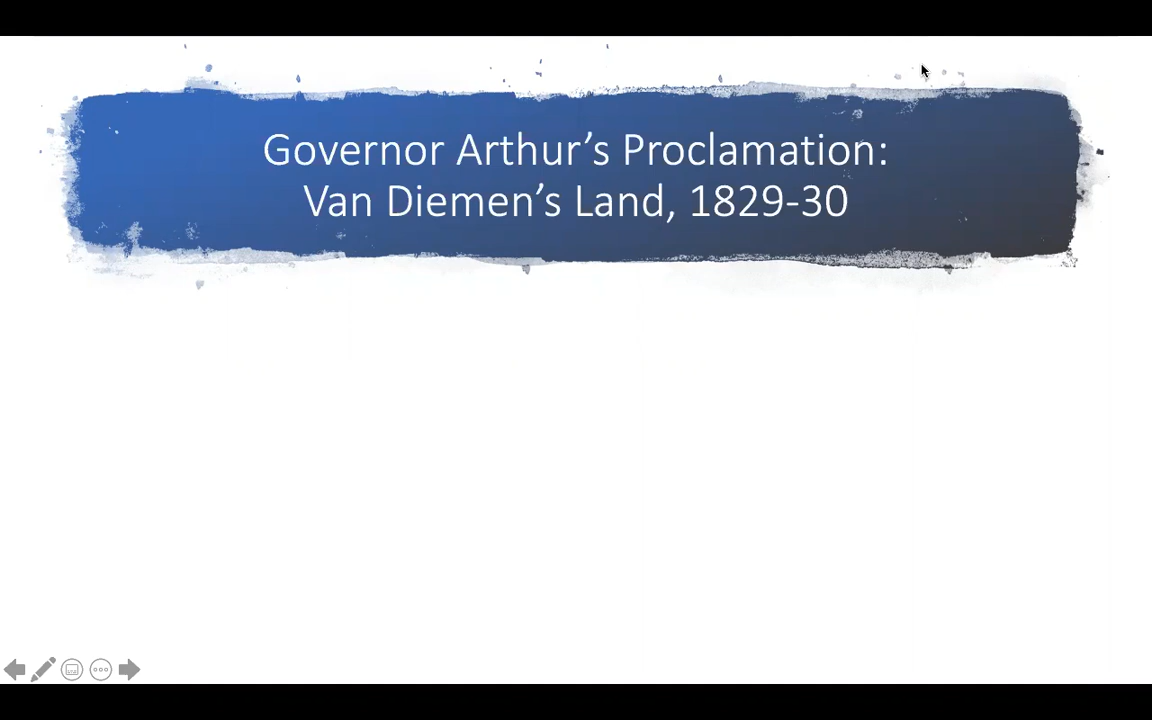 Governor Arthur’s Proclamation:
Van Diemen’s Land, 1829-30